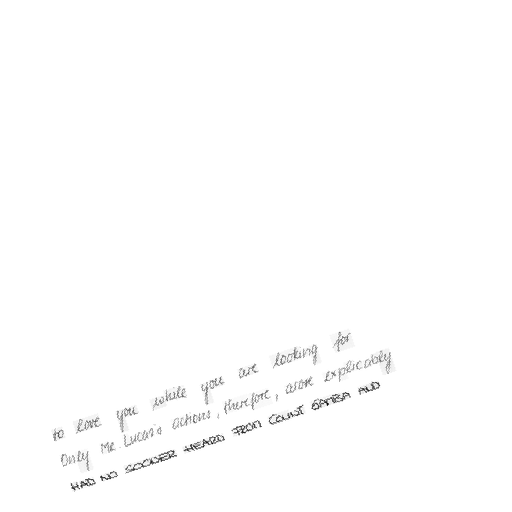 to love you while you are looking for
Only Mr. Lucas's actions, therefore, arose explicably
HAD NO SOONER HEARD FROM COUNT GAMBA AND